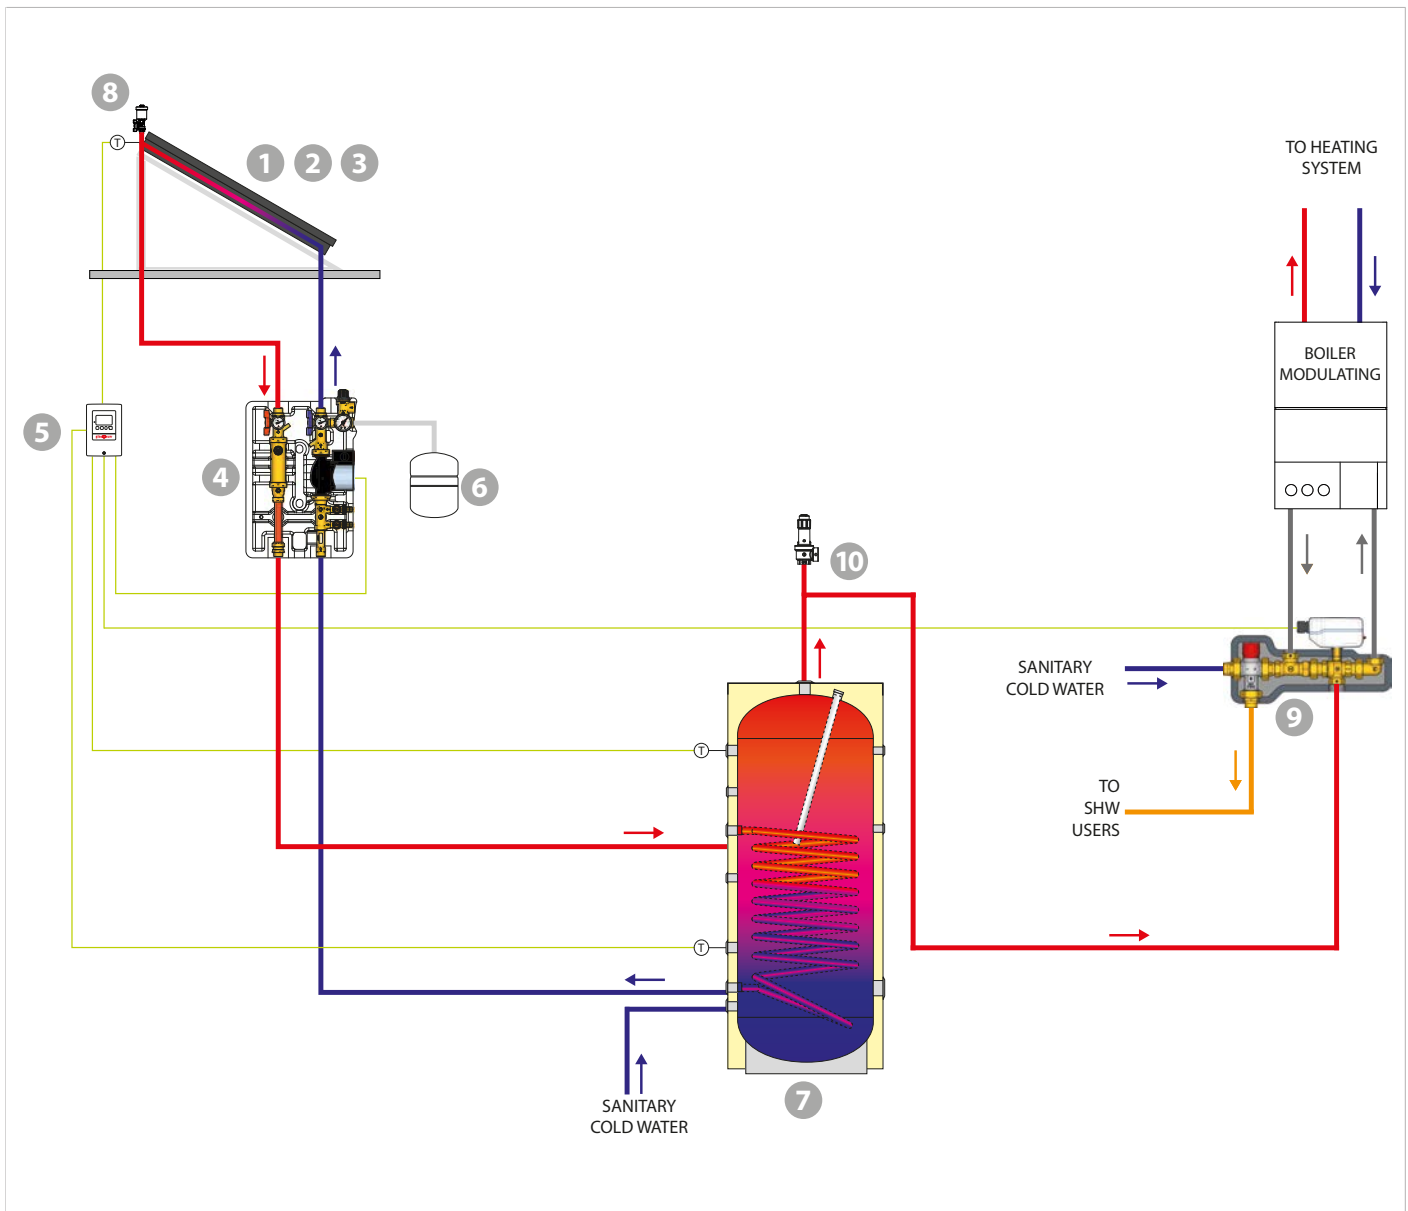 8
T
1 2 3
TO HEATING
SYSTEM
BOILER
MODULATING
5
4
6
10
SANITARY
COLD WATER
9
T
TO
SHW
USERS
T
7
SANITARY
COLD WATER